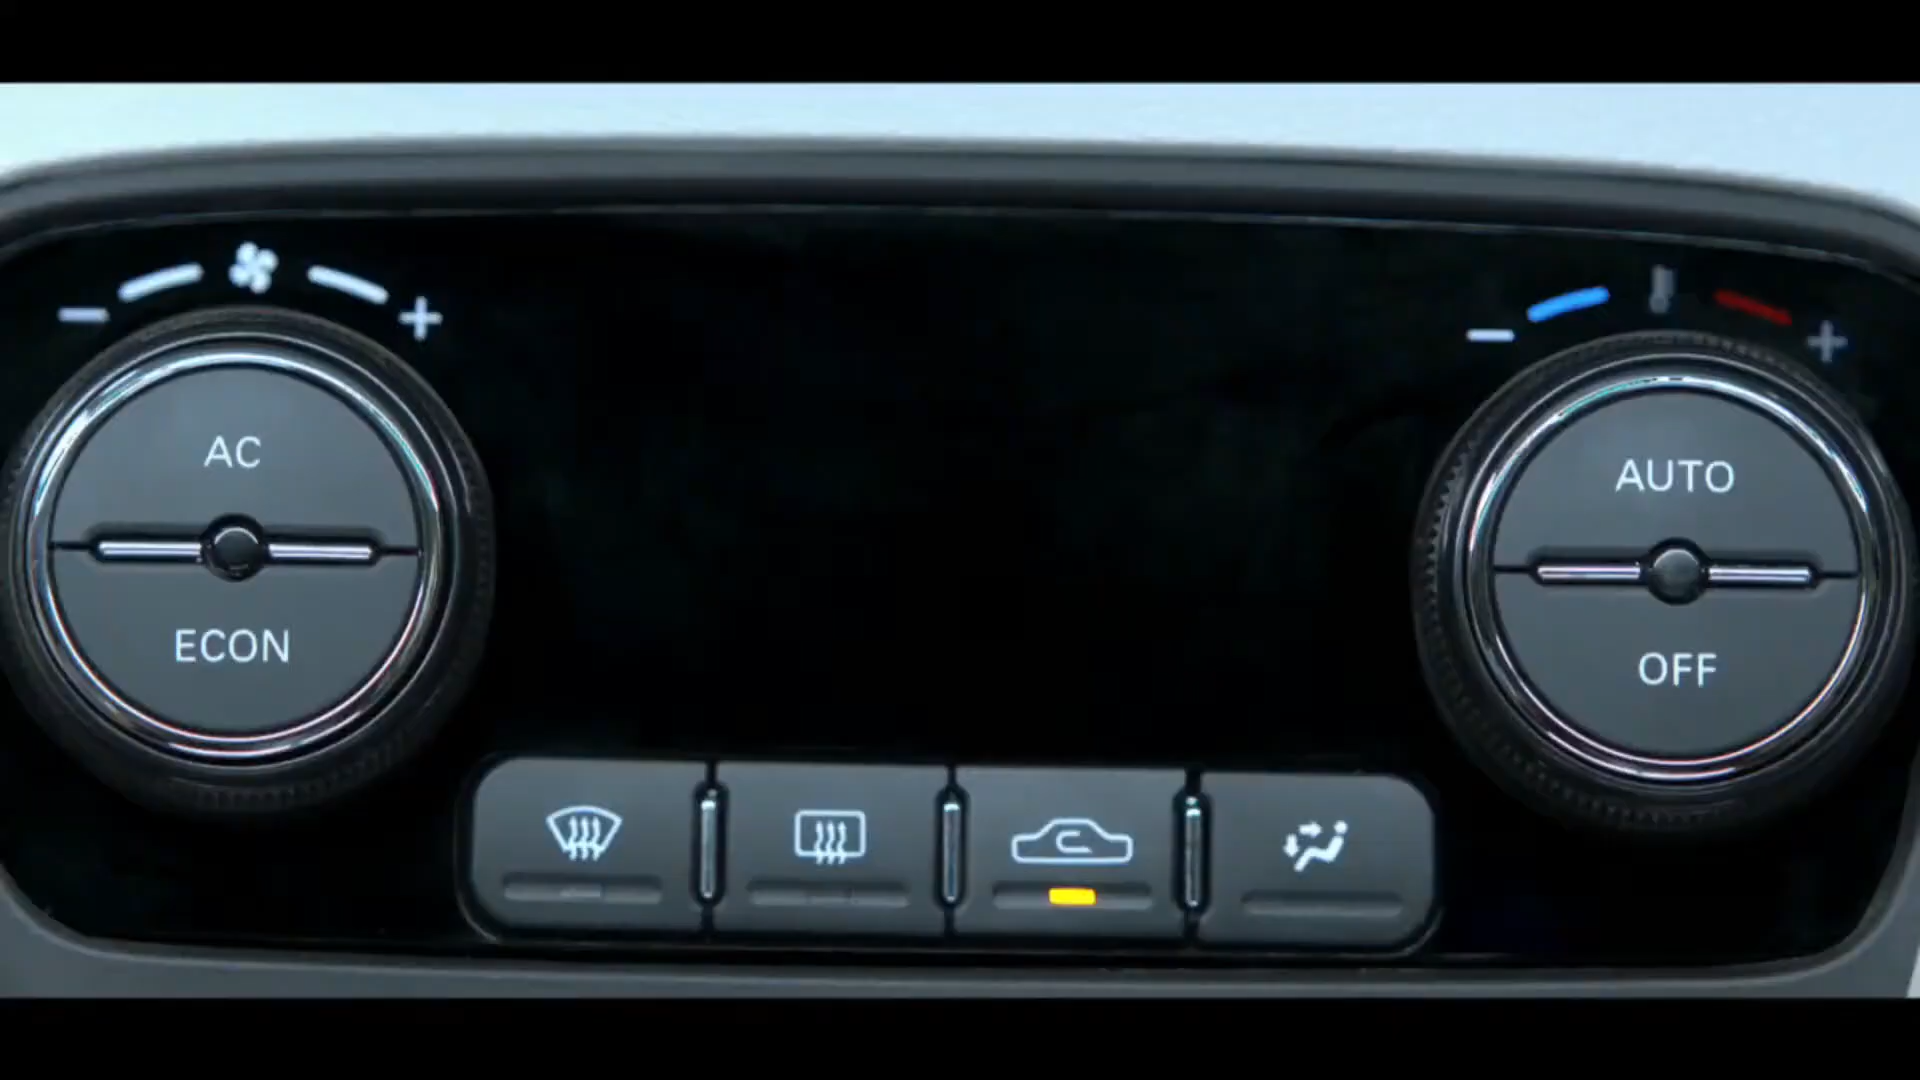 − +
− +
AC
AUTO
ECON
OFF